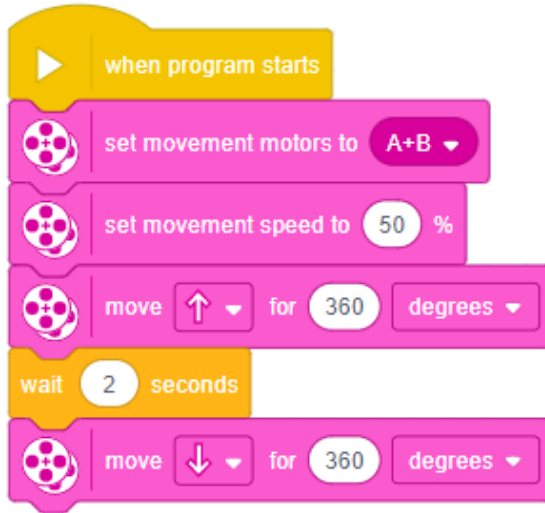 when program starts
set movement motors to A+B
set movement speed to 50 %
move for 360 degrees
wait 2 seconds
move for 360 degrees